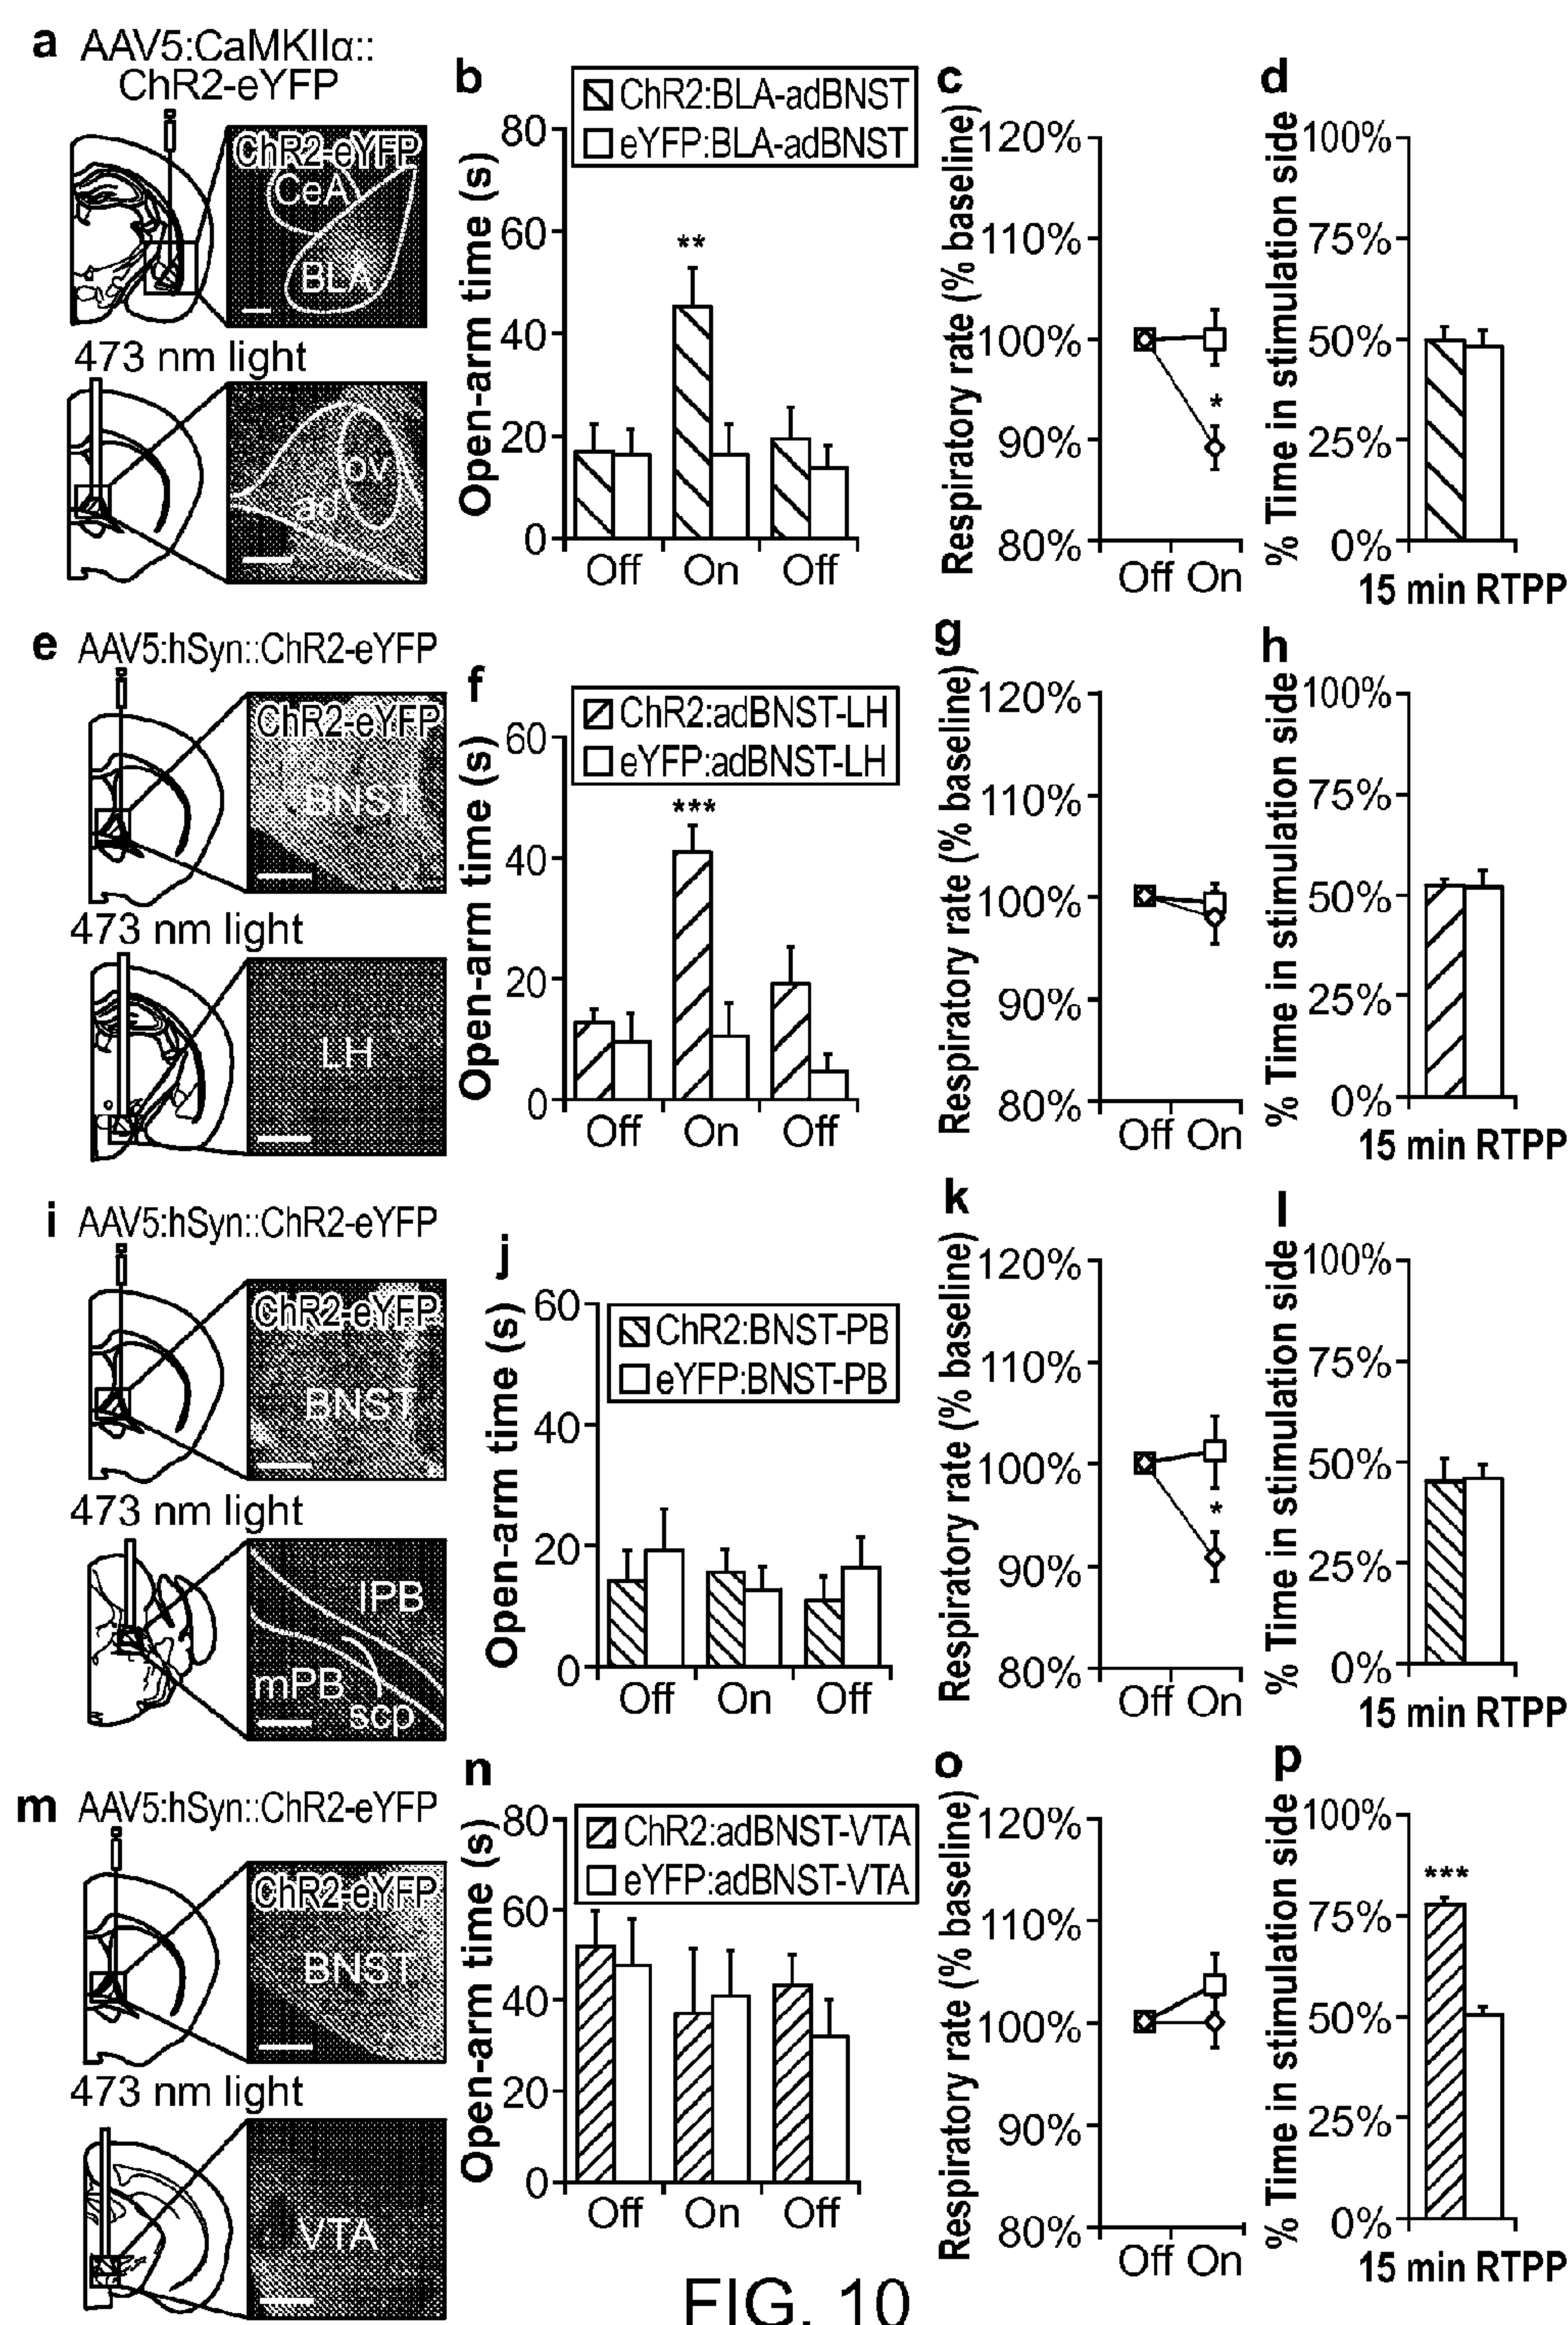 a AAV5:CaMKIIα::
ChR2-eYFP
ChR2-eYFP
CeA
BLA
473 nm light
ov
ad
b
ChR2:BLA-adBNST
eYFP:BLA-adBNST
Open-arm time (s)
80
60
40
20
0
**
Off On Off
c
Respiratory rate (% baseline)
120%
110%
100%
90%
80%
*
Off On
d
% Time in stimulation side
100%
75%
50%
25%
0%
15 min RTPP
e AAV5:hSyn::ChR2-eYFP
ChR2-eYFP
BNST
473 nm light
LH
f
ChR2:adBNST-LH
eYFP:adBNST-LH
Open-arm time (s)
60
40
20
0
***
Off On Off
g
Respiratory rate (% baseline)
120%
110%
100%
90%
80%
Off On
h
% Time in stimulation side
100%
75%
50%
25%
0%
15 min RTPP
i AAV5:hSyn::ChR2-eYFP
ChR2-eYFP
BNST
473 nm light
lPB
mPB
scp
j
ChR2:BNST-PB
eYFP:BNST-PB
Open-arm time (s)
60
40
20
0
Off On Off
k
Respiratory rate (% baseline)
120%
110%
100%
90%
80%
*
Off On
l
% Time in stimulation side
100%
75%
50%
25%
0%
15 min RTPP
m AAV5:hSyn::ChR2-eYFP
ChR2-eYFP
BNST
473 nm light
VTA
n
ChR2:adBNST-VTA
eYFP:adBNST-VTA
Open-arm time (s)
80
60
40
20
0
Off On Off
o
Respiratory rate (% baseline)
120%
110%
100%
90%
80%
Off On
p
% Time in stimulation side
100%
75%
50%
25%
0%
***
15 min RTPP
FIG. 10